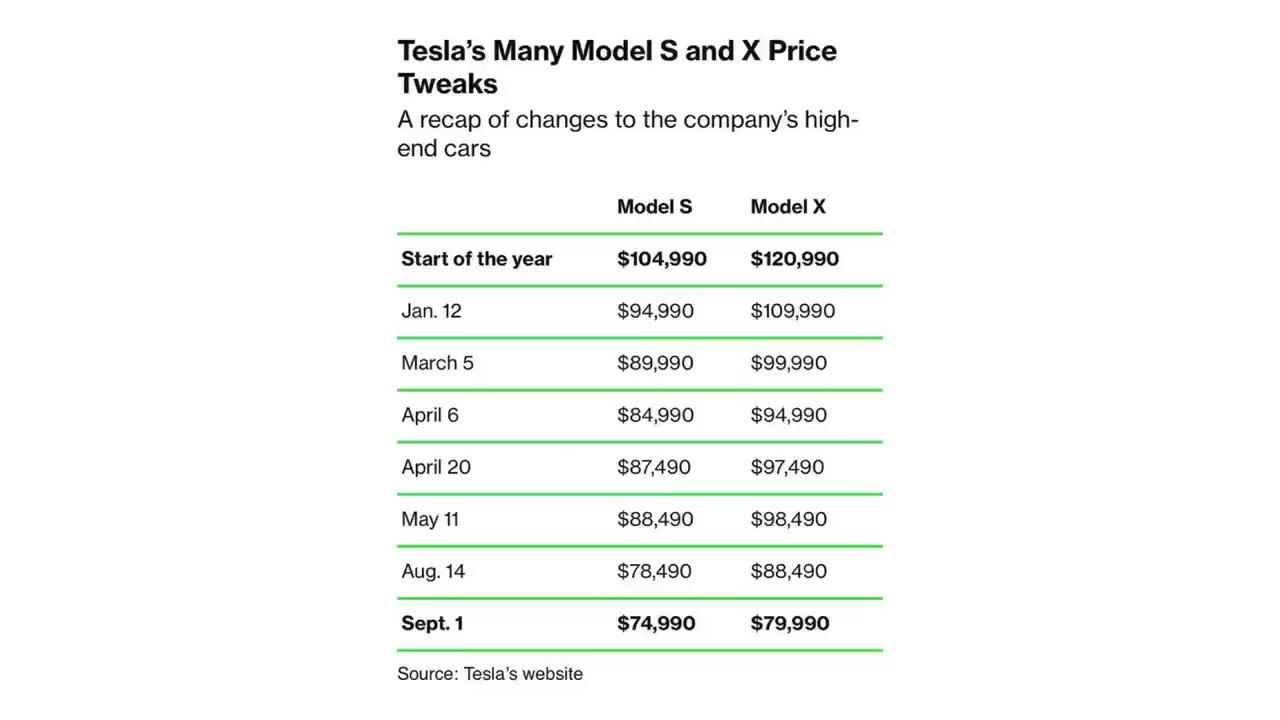 Tesla’s Many Model S and X Price
Tweaks
A recap of changes to the company’s high-
end cars
Model S Model X
Start of the year $104,990 $120,990
Jan. 12 $94,990 $109,990
March 5 $89,990 $99,990
April 6 $84,990 $94,990
April 20 $87,490 $97,490
May 11 $88,490 $98,490
Aug. 14 $78,490 $88,490
Sept. 1 $74,990 $79,990
Source: Tesla’s website